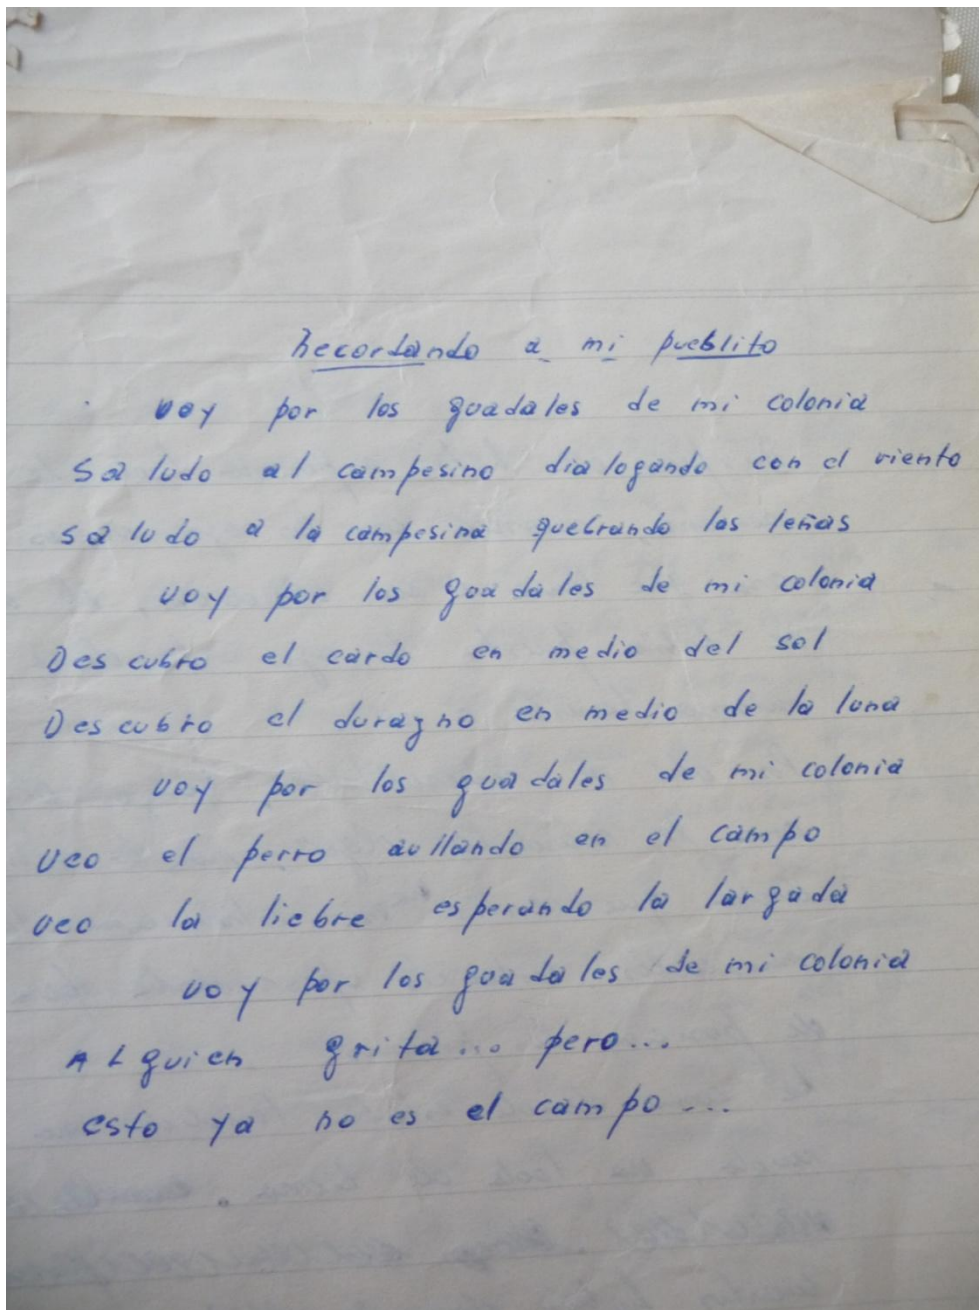 Recordando a mi pueblito
voy por los guadales de mi colonia
Saludo al campesino dialogando con el viento
saludo a la campesina quebrando las leñas
voy por los guadales de mi colonia
Descubro el cardo en medio del sol
Descubro el duragno en medio de la luna
voy por los guadales de mi colonia
veo el perro aullando en el campo
veo la liebre esperando la largada
voy por los guadales de mi colonia
ALguien grita... pero...
esto ya no es el campo...